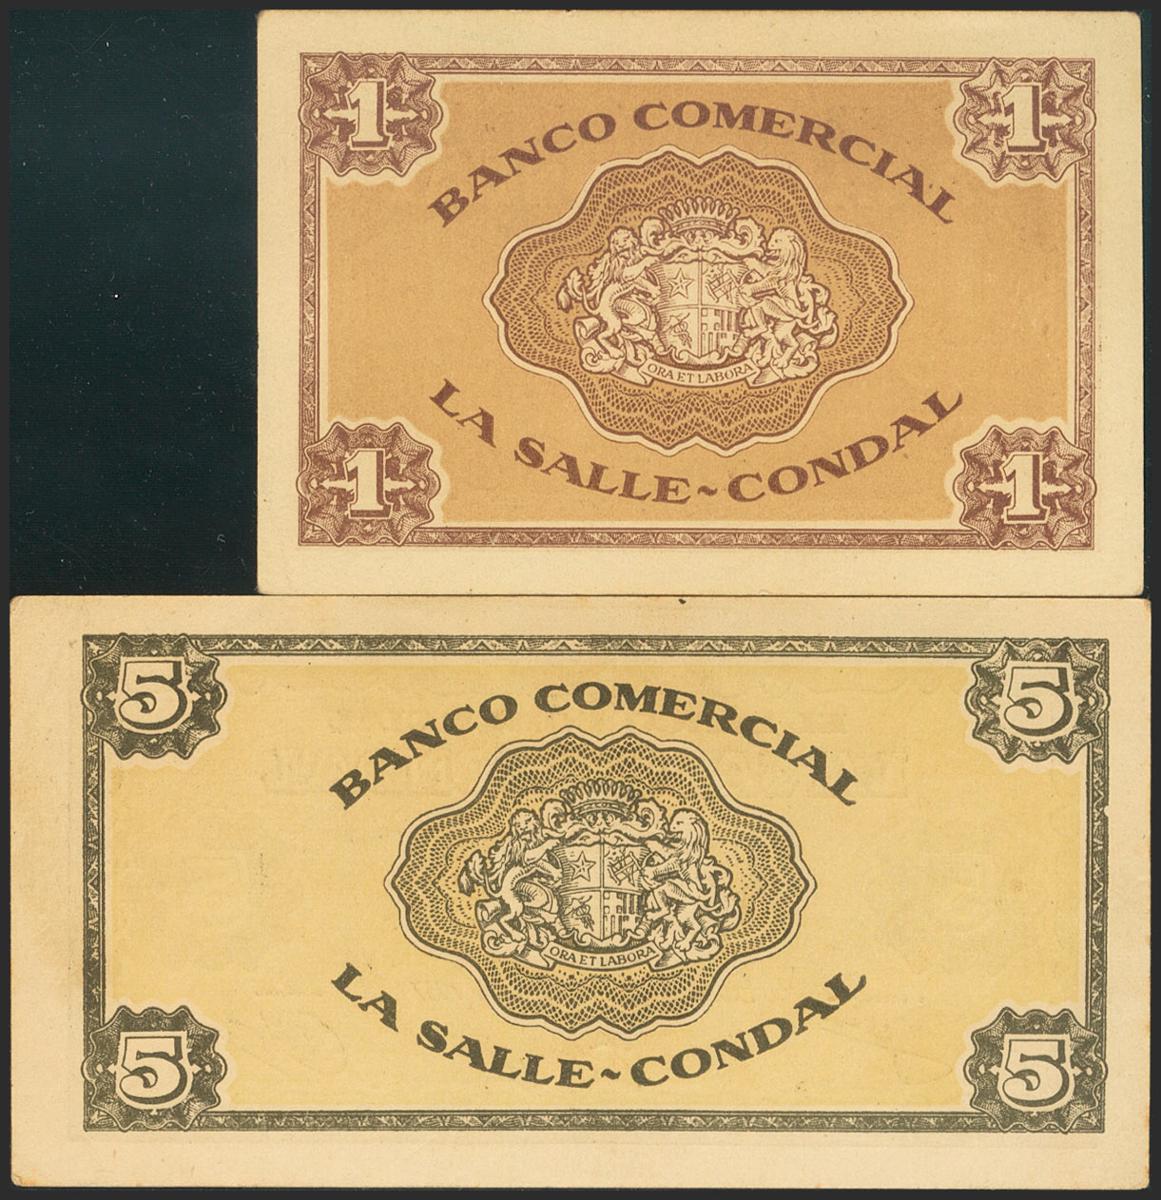 1 1
BANCO COMERCIAL
ORA ET LABORA
LA SALLE~CONDAL
1 1
5 5
BANCO COMERCIAL
ORA ET LABORA
LA SALLE~CONDAL
5 5